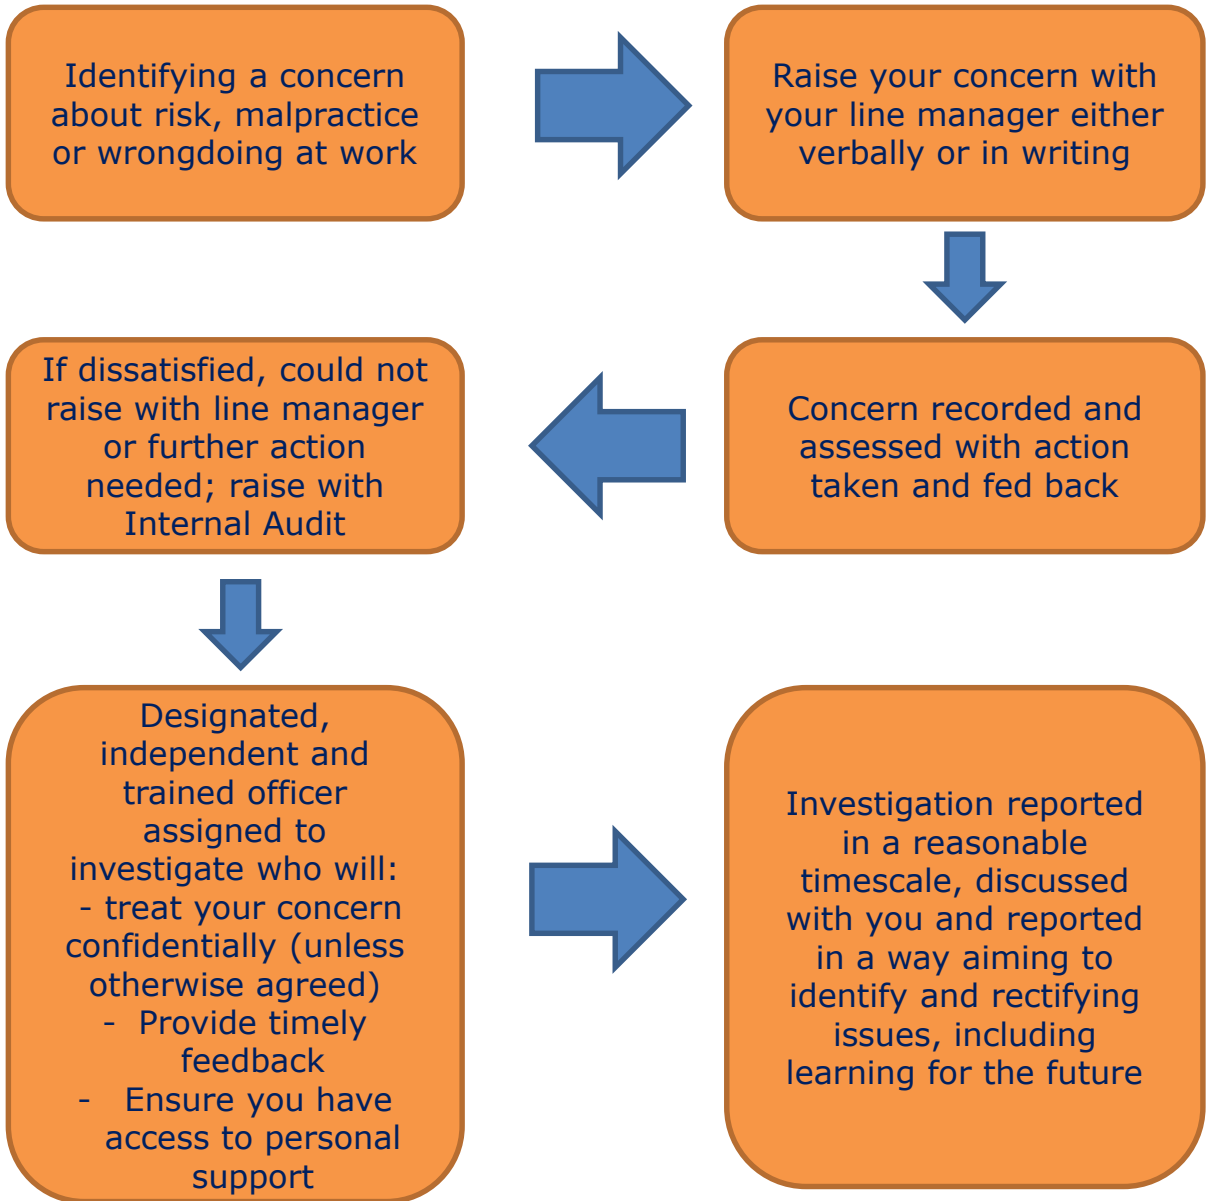 Identifying a concern
about risk, malpractice
or wrongdoing at work
Raise your concern with
your line manager either
verbally or in writing
Concern recorded and
assessed with action
taken and fed back
If dissatisfied, could not
raise with line manager
or further action
needed; raise with
Internal Audit
Designated,
independent and
trained officer
assigned to
investigate who will:
- treat your concern
confidentially (unless
otherwise agreed)
- Provide timely
feedback
- Ensure you have
access to personal
support
Investigation reported
in a reasonable
timescale, discussed
with you and reported
in a way aiming to
identify and rectifying
issues, including
learning for the future